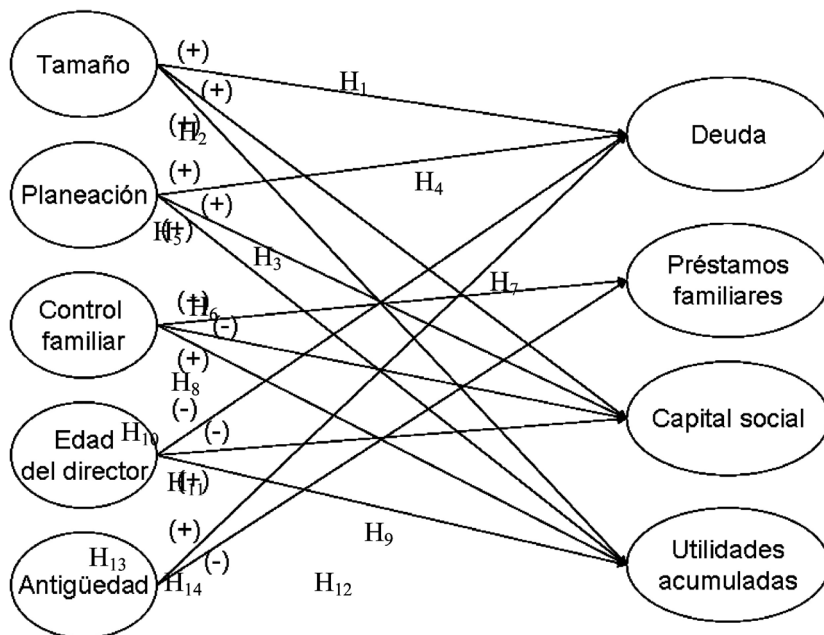 Tamaño
(+)
(+)
(+)
H1
H2
Deuda
Planeación
(+)
(+)
(+)
H4
H5
H3
Préstamos
familiares
Control
familiar
(+)
(-)
(+)
H7
H6
H8
Capital social
Edad
del director
(-)
(-)
(+)
H10
H11
H9
Utilidades
acumuladas
Antigüedad
(+)
(-)
H13
H14
H12